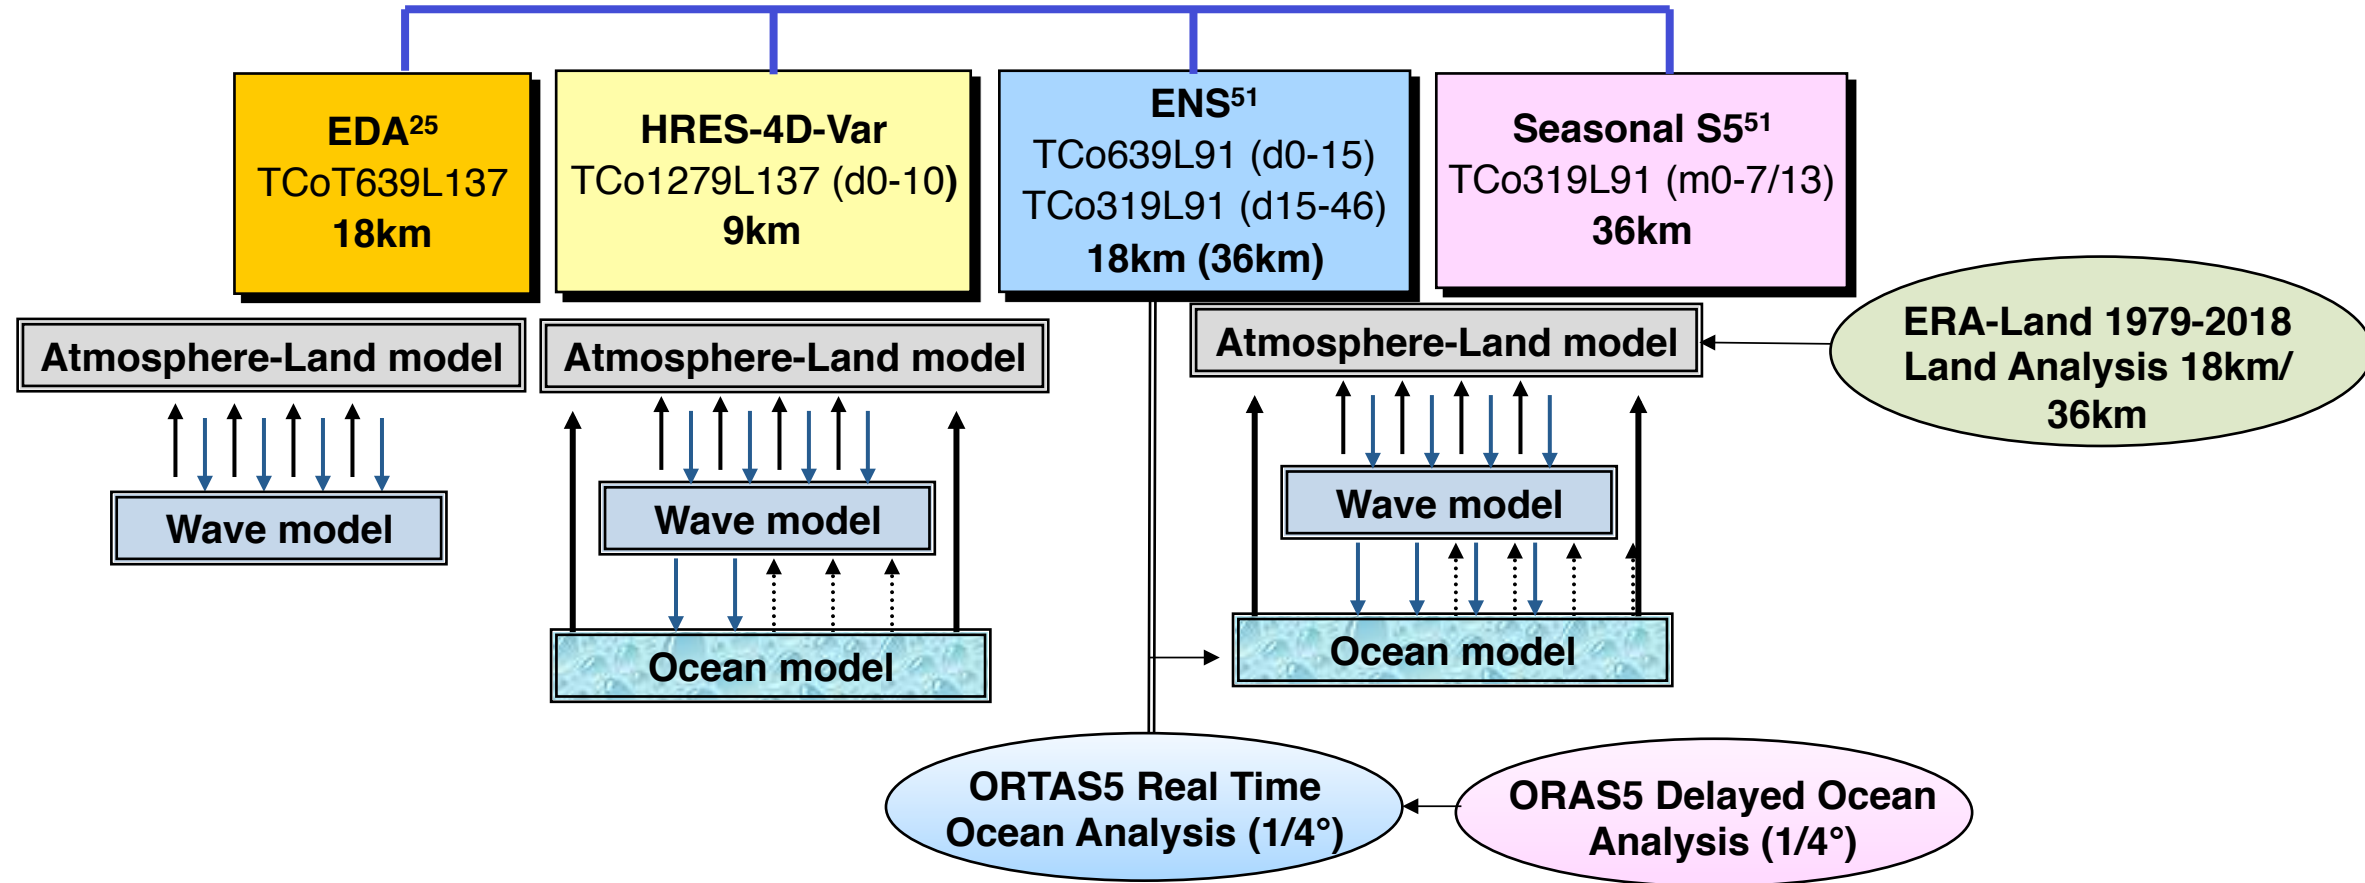 EDA²⁵
TCoT639L137
18km
HRES-4D-Var
TCo1279L137 (d0-10)
9km
ENS⁵¹
TCo639L91 (d0-15)
TCo319L91 (d15-46)
18km (36km)
Seasonal S5⁵¹
TCo319L91 (m0-7/13)
36km
Atmosphere-Land model
Wave model
Atmosphere-Land model
Wave model
Ocean model
Atmosphere-Land model
Wave model
Ocean model
ERA-Land 1979-2018
Land Analysis 18km/
36km
ORTAS5 Real Time
Ocean Analysis (1/4°)
ORAS5 Delayed Ocean
Analysis (1/4°)